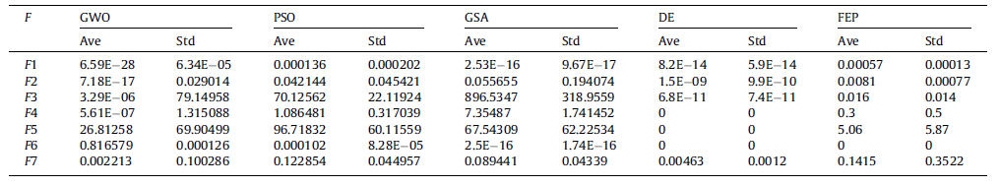 F GWO PSO GSA DE FEP
Ave Std Ave Std Ave Std Ave Std Ave Std
F1 6.59E−28 6.34E−05 0.000136 0.000202 2.53E−16 9.67E−17 8.2E−14 5.9E−14 0.00057 0.00013
F2 7.18E−17 0.029014 0.042144 0.045421 0.055655 0.194074 1.5E−09 9.9E−10 0.0081 0.00077
F3 3.29E−06 79.14958 70.12562 22.11924 896.5347 318.9559 6.8E−11 7.4E−11 0.016 0.014
F4 5.61E−07 1.315088 1.086481 0.317039 7.35487 1.741452 0 0 0.3 0.5
F5 26.81258 69.90499 96.71832 60.11559 67.54309 62.22534 0 0 5.06 5.87
F6 0.816579 0.000126 0.000102 8.28E−05 2.5E−16 1.74E−16 0 0 0 0
F7 0.002213 0.100286 0.122854 0.044957 0.089441 0.04339 0.00463 0.0012 0.1415 0.3522